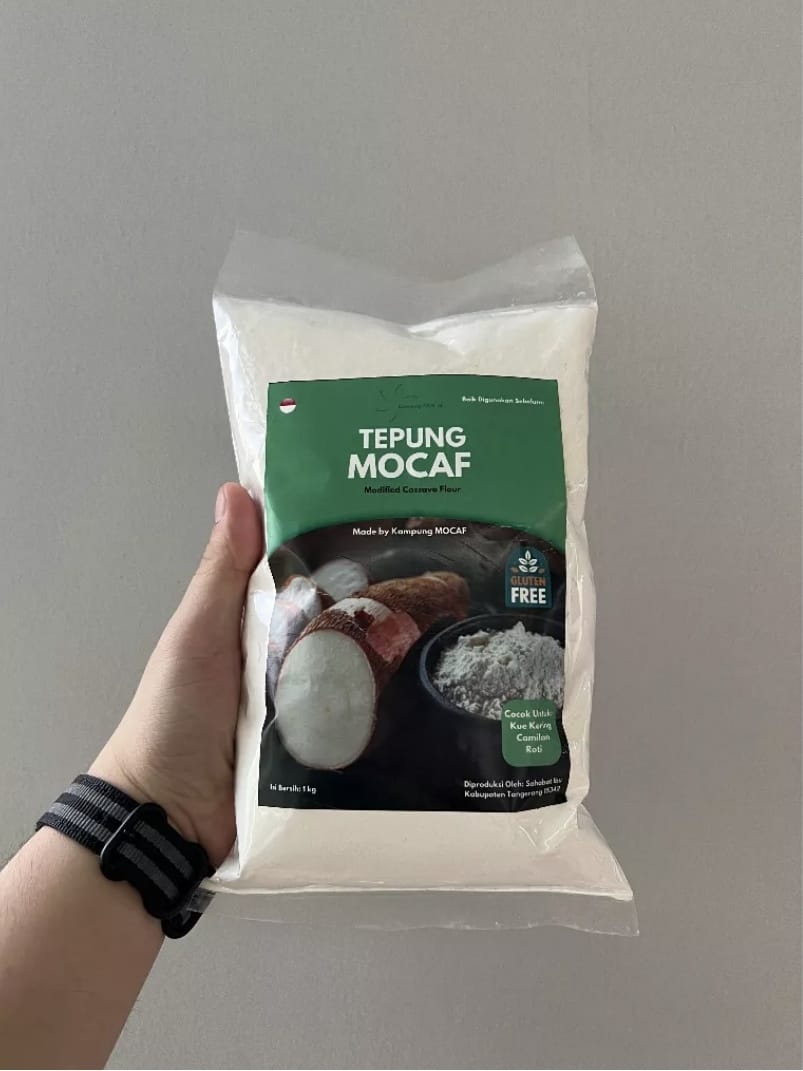 Baik Digunakan Sebelum:
TEPUNG
MOCAF
Modified Cassava Flour
Made by Kampung MOCAF
GLUTEN
FREE
Cocok Untuk:
Kue Kering
Camilan
Roti
Isi Bersih: 1 kg
Diproduksi Oleh: Sahabat Ibu
Kabupaten Tangerang 15342